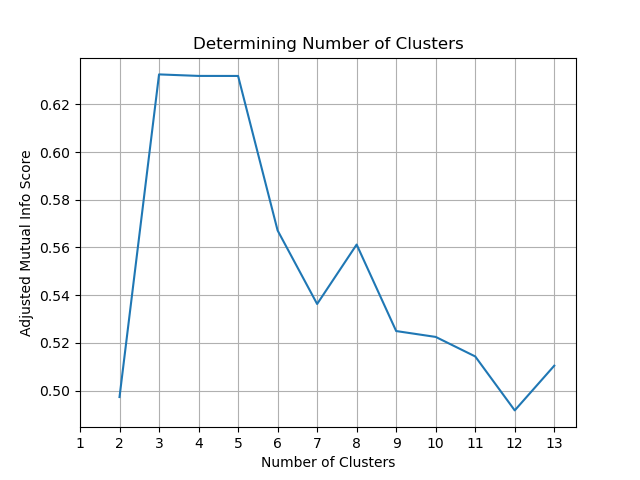 Determining Number of Clusters
Adjusted Mutual Info Score
0.62
0.60
0.58
0.56
0.54
0.52
0.50
1 2 3 4 5 6 7 8 9 10 11 12 13
Number of Clusters